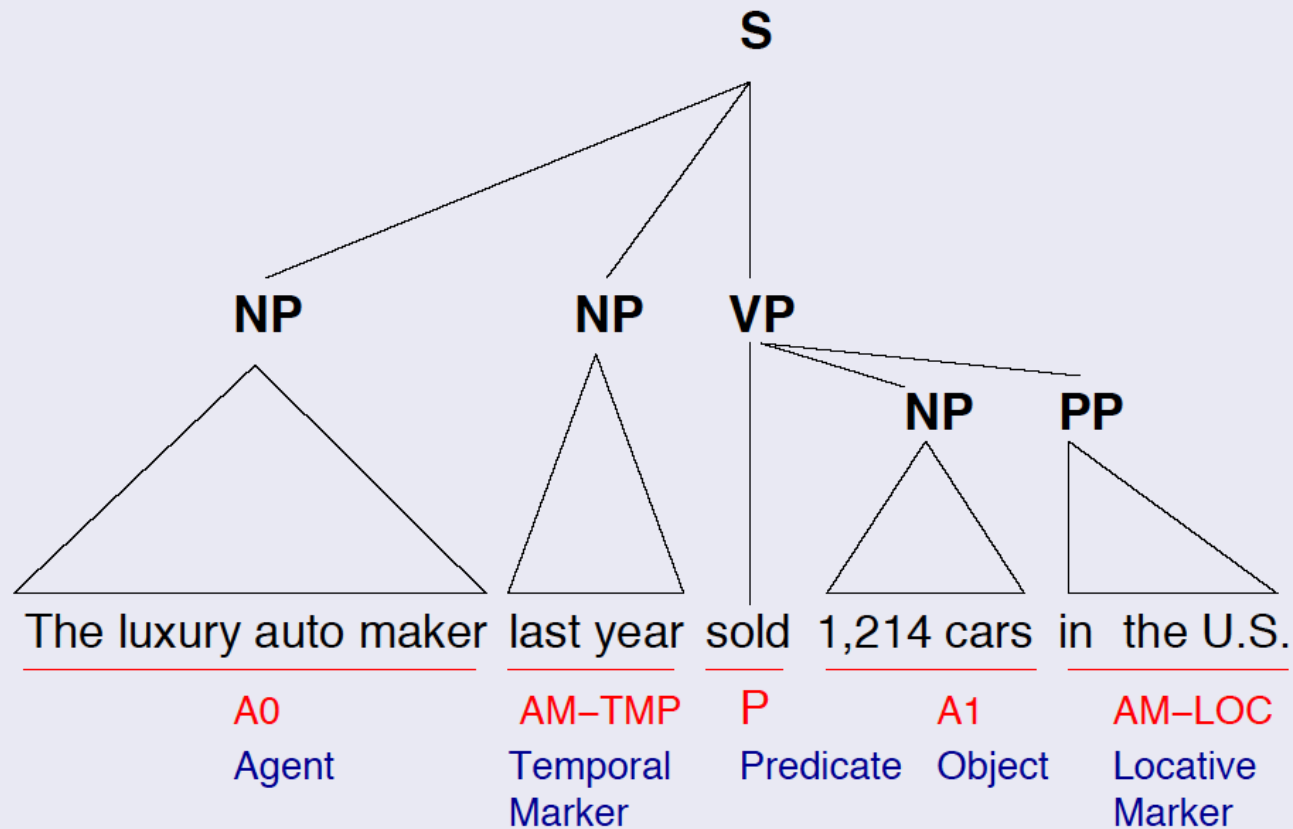 S
NP NP VP
NP PP
The luxury auto maker last year sold 1,214 cars in the U.S.
A0 AM–TMP P A1 AM–LOC
Agent Temporal Predicate Object Locative
Marker Marker